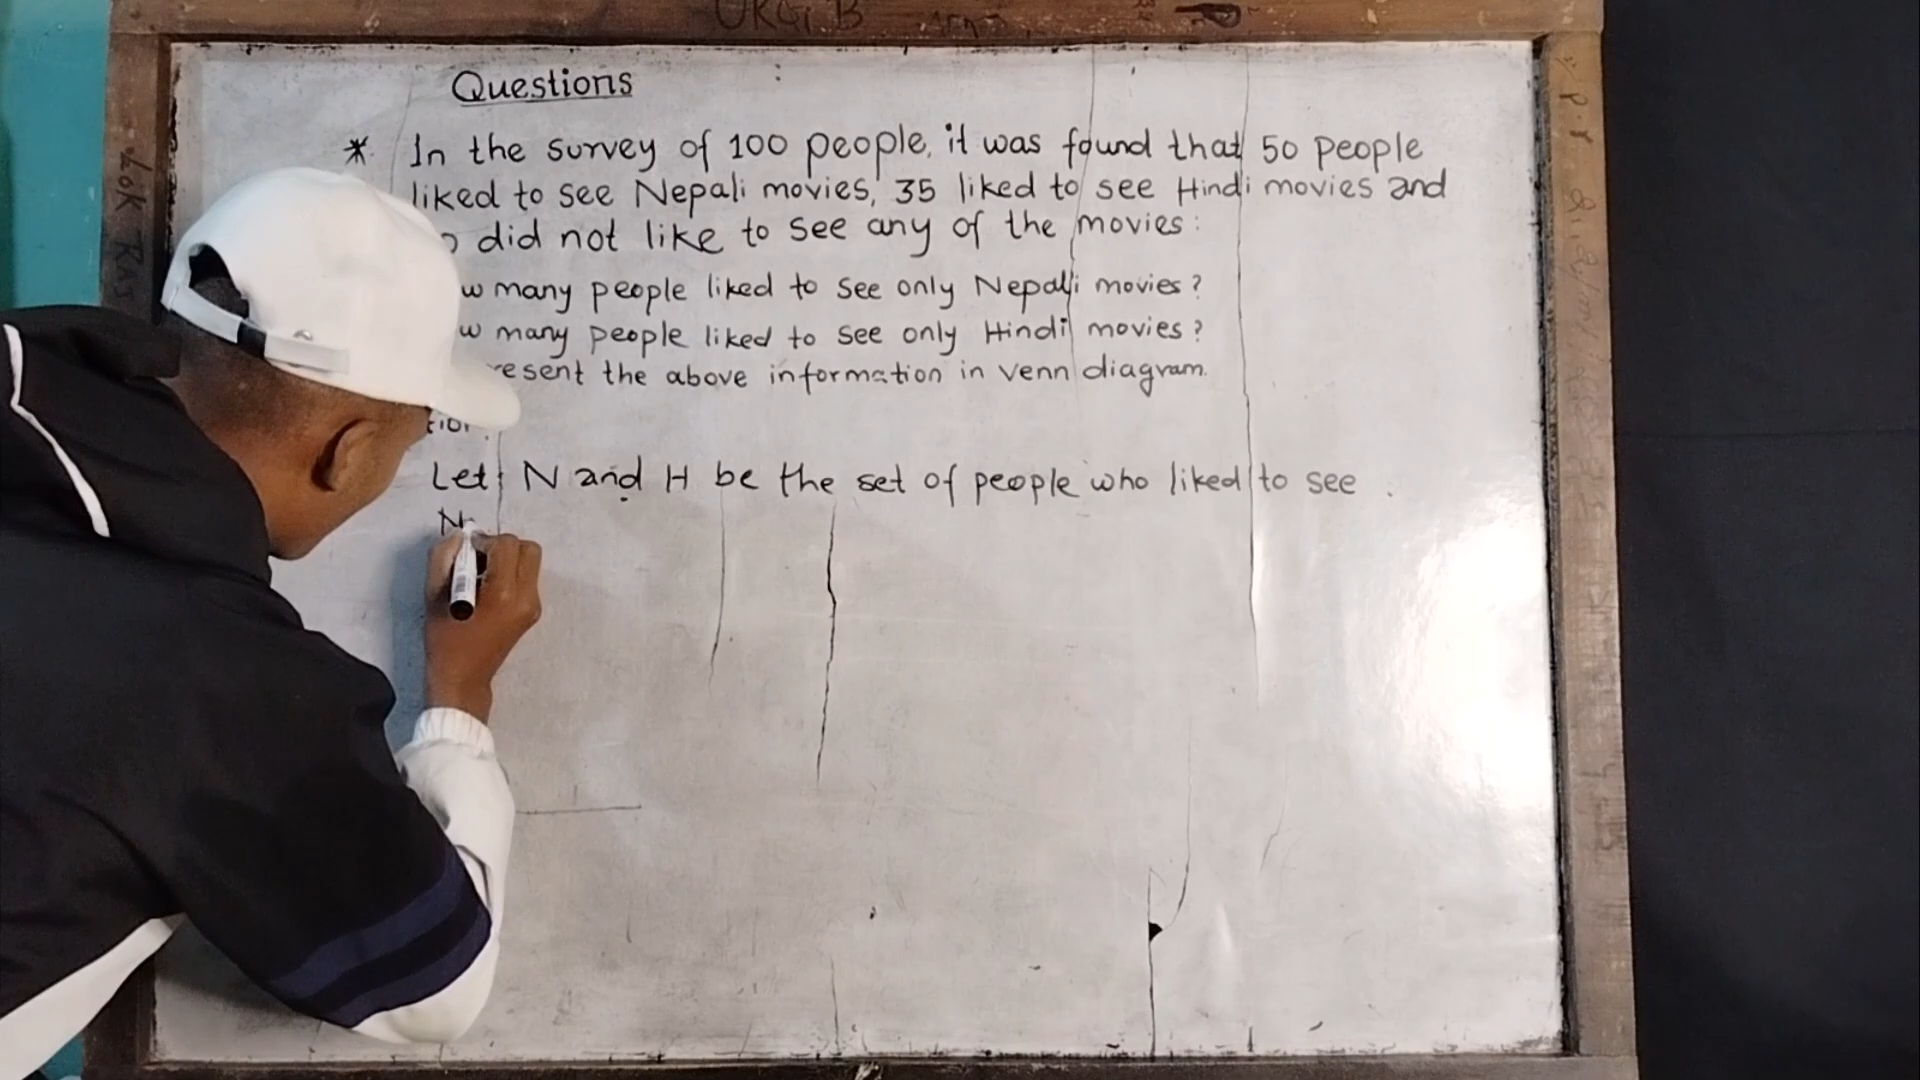 UKG 'B'
Questions
* In the survey of 100 people, it was found that 50 people
liked to see Nepali movies, 35 liked to see Hindi movies and
did not like to see any of the movies:
many people liked to see only Nepali movies?
many people liked to see only Hindi movies?
the above information in venn diagram.
Let N and H be the set of people who liked to see